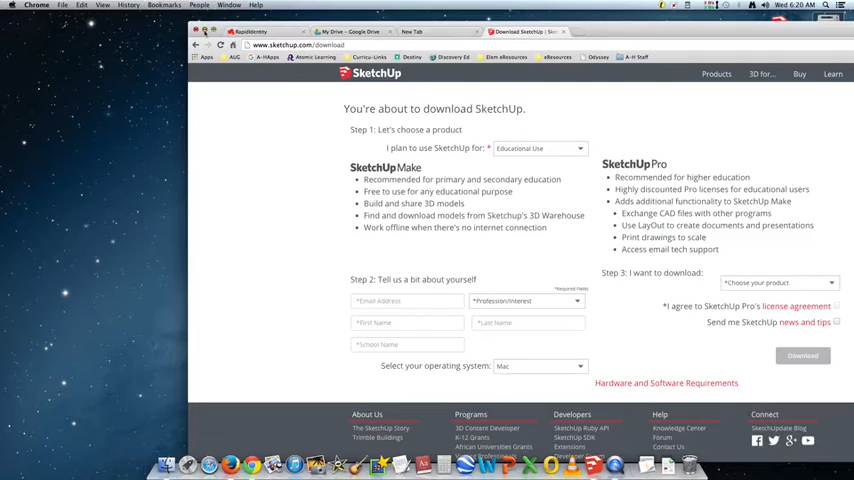 Chrome File Edit View History Bookmarks People Window Help Wed 6:20 AM
RapidIdentity My Drive – Google Drive New Tab Download SketchUp | Ske
www.sketchup.com/download
Apps AUG A-HApps Atomic Learning Curricu-Links Destiny Discovery Ed Elem eResources eResources Odyssey A-H Staff
SketchUp Products 3D for... Buy Learn
You're about to download SketchUp.
Step 1: Let's choose a product
I plan to use SketchUp for: * Educational Use
SketchUp Make
Recommended for primary and secondary education
Free to use for any educational purpose
Build and share 3D models
Find and download models from Sketchup's 3D Warehouse
Work offline when there's no internet connection
SketchUp Pro
Recommended for higher education
Highly discounted Pro licenses for educational users
Adds additional functionality to SketchUp Make
Exchange CAD files with other programs
Use LayOut to create documents and presentations
Print drawings to scale
Access email tech support
Step 2: Tell us a bit about yourself
*Required Fields
*Email Address *Profession/Interest
*First Name *Last Name
*School Name
Select your operating system: Mac
Step 3: I want to download:
*Choose your product
*I agree to SketchUp Pro's license agreement
Send me SketchUp news and tips
Download
Hardware and Software Requirements
About Us Programs Developers Help Connect
The SketchUp Story 3D Content Developer SketchUp Ruby API Knowledge Center SketchUpdate Blog
Trimble Buildings K-12 Grants SketchUp SDK Forum
African Universities Grant Extension Contact Us